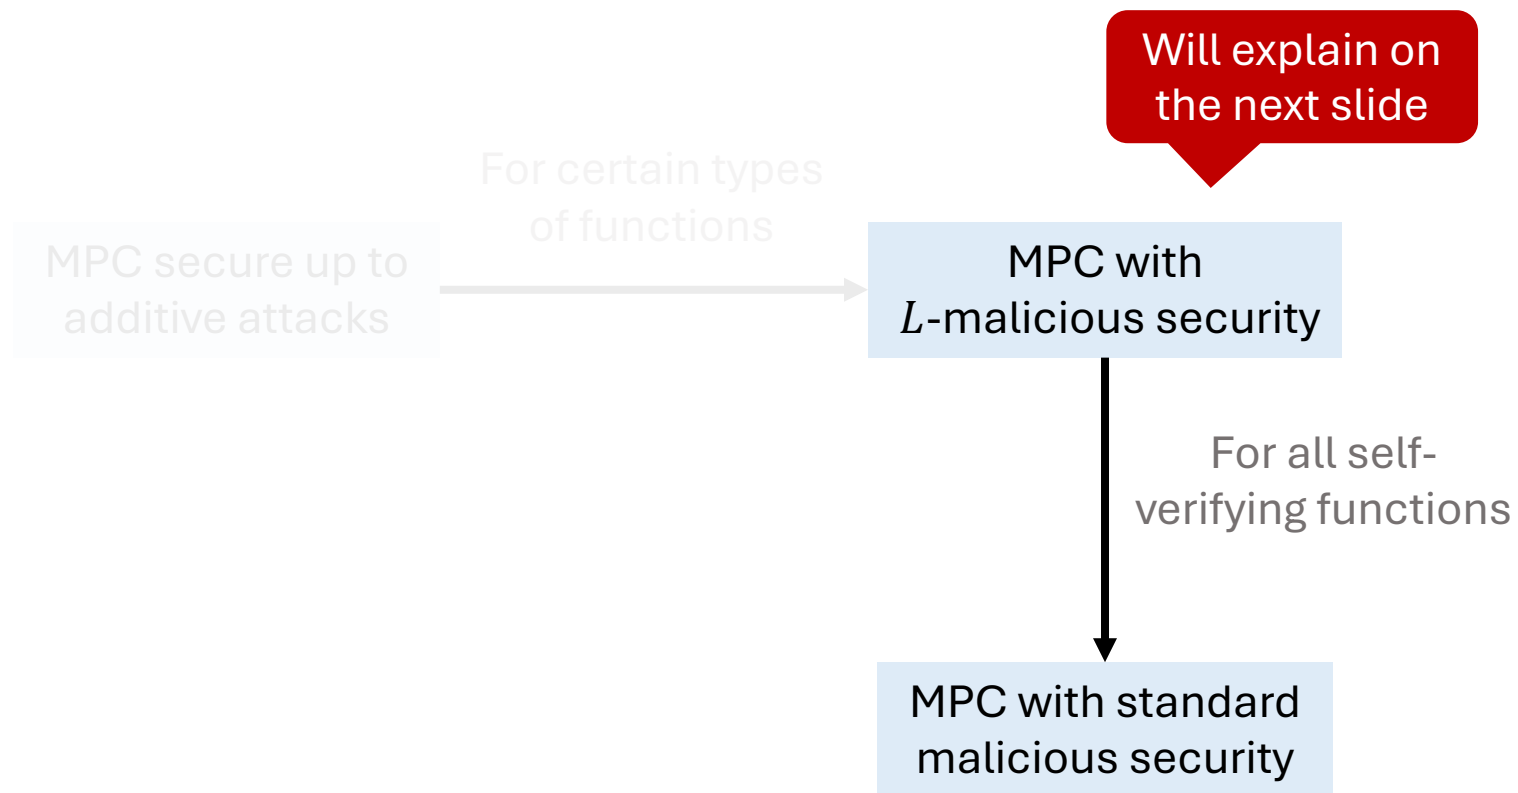 Will explain on
the next slide
For certain types
of functions
MPC secure up to
additive attacks
MPC with
L-malicious security
For all self-
verifying functions
MPC with standard
malicious security